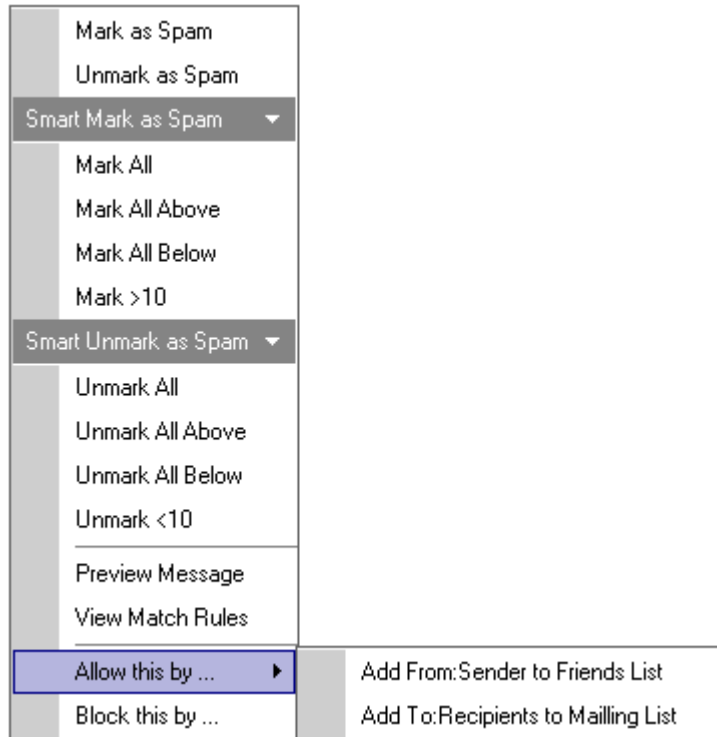 Mark as Spam
Unmark as Spam
Smart Mark as Spam
Mark All
Mark All Above
Mark All Below
Mark >10
Smart Unmark as Spam
Unmark All
Unmark All Above
Unmark All Below
Unmark <10
Preview Message
View Match Rules
Allow this by ... Add From:Sender to Friends List
Block this by ... Add To:Recipients to Mailling List